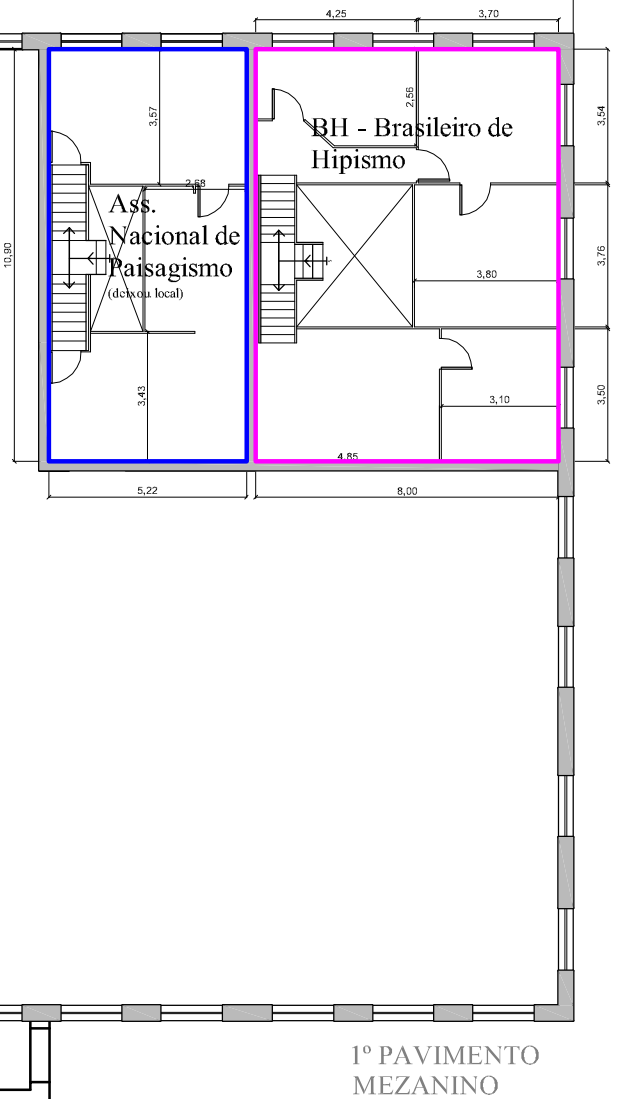 4,25
3,70
3,57
2,56
BH - Brasileiro de
Hipismo
3,54
2,68
Ass.
Nacional de
Paisagismo
(deixou local)
10,90
3,76
3,80
3,43
3,10
3,50
4,85
5,22
8,00
1º PAVIMENTO
MEZANINO